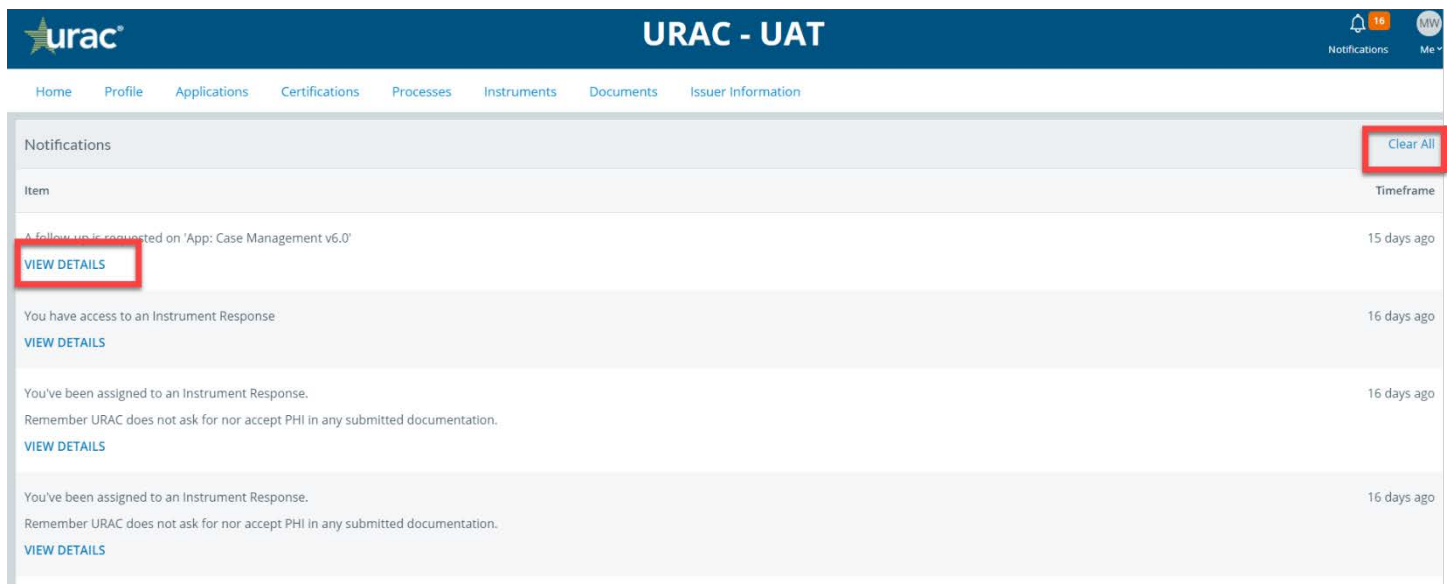 urac®
URAC - UAT
16
MW
Notifications
Me
Home Profile Applications Certifications Processes Instruments Documents Issuer Information
Notifications Clear All
Item Timeframe
A follow-up is requested on 'App: Case Management v6.0' 15 days ago
VIEW DETAILS
You have access to an Instrument Response 16 days ago
VIEW DETAILS
You've been assigned to an Instrument Response. 16 days ago
Remember URAC does not ask for nor accept PHI in any submitted documentation.
VIEW DETAILS
You've been assigned to an Instrument Response. 16 days ago
Remember URAC does not ask for nor accept PHI in any submitted documentation.
VIEW DETAILS